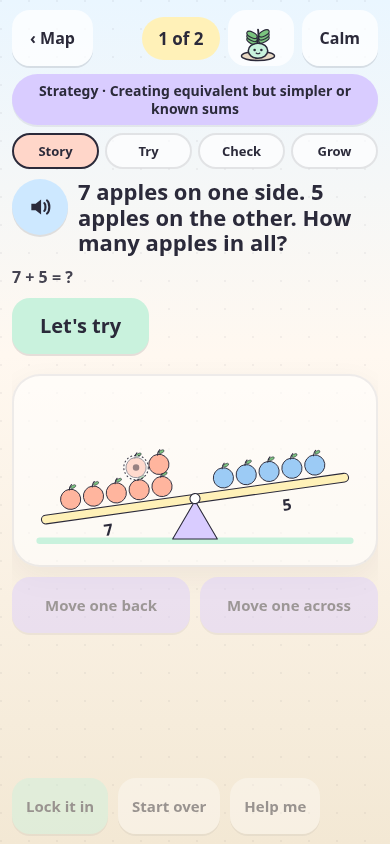 ‹ Map
1 of 2
Calm
Strategy · Creating equivalent but simpler or
known sums
Story
Try
Check
Grow
7 apples on one side. 5
apples on the other. How
many apples in all?
7 + 5 = ?
Let's try
7
5
Move one back
Move one across
Lock it in
Start over
Help me